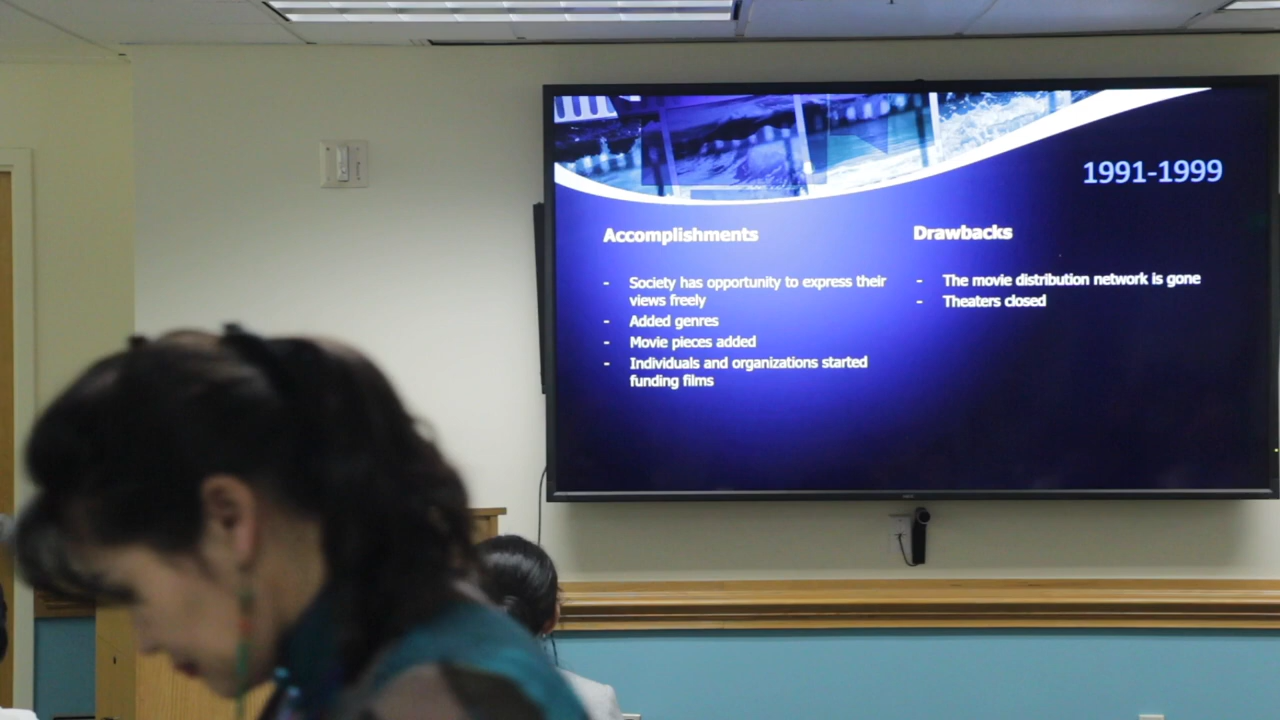 1991-1999
Accomplishments
- Society has opportunity to express their
views freely
- Added genres
- Movie pieces added
- Individuals and organizations started
funding films
Drawbacks
- The movie distribution network is gone
- Theaters closed